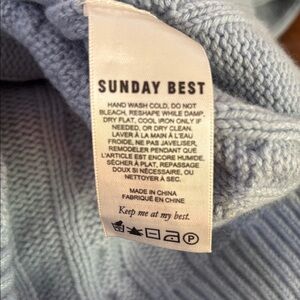 SUNDAY BEST
HAND WASH COLD, DO NOT
BLEACH, RESHAPE WHILE DAMP,
DRY FLAT, COOL IRON ONLY IF
NEEDED, OR DRY CLEAN.
LAVER À LA MAIN À L'EAU
FROIDE, NE PAS JAVELISER,
REMODELER PENDANT QUE
L'ARTICLE EST ENCORE HUMIDE,
SÉCHER À PLAT, REPASSAGE
DOUX SI NÉCESSAIRE, OU
NETTOYER À SEC.
MADE IN CHINA
FABRIQUÉ EN CHINE
Keep me at my best.
P